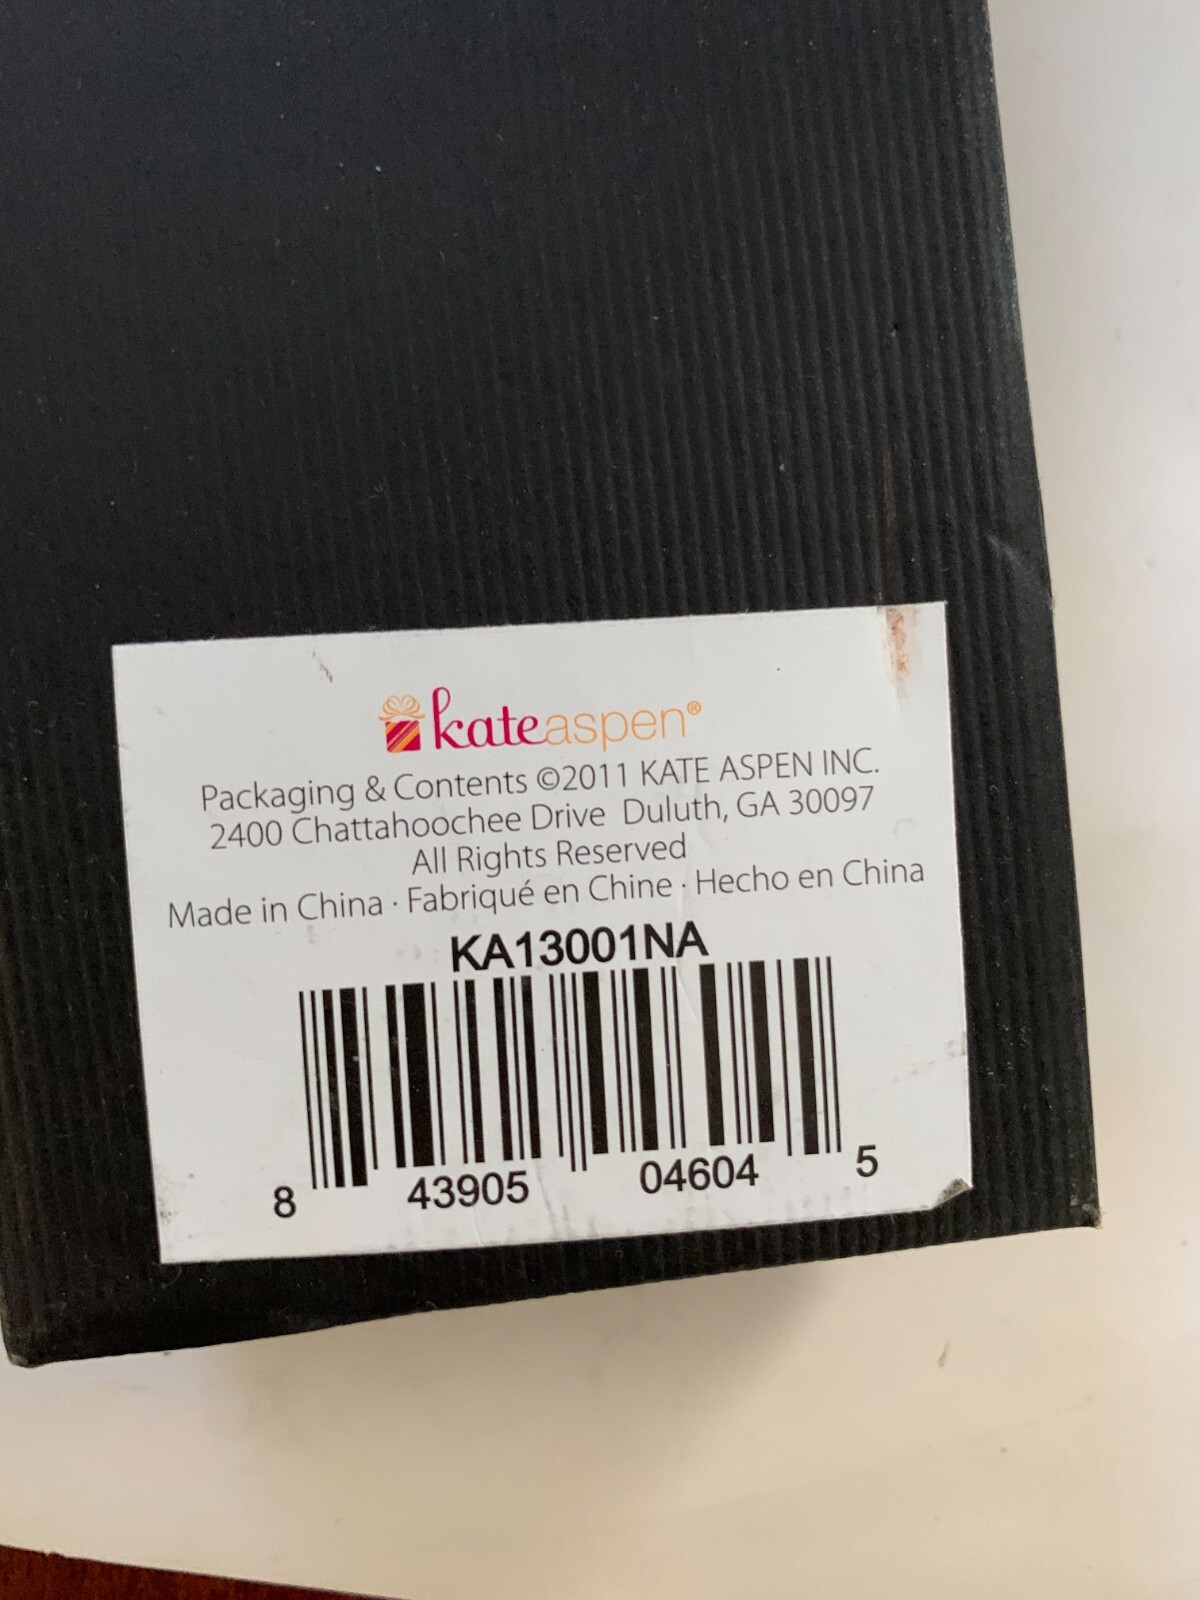 kateaspen®
Packaging & Contents ©2011 KATE ASPEN INC.
2400 Chattahoochee Drive Duluth, GA 30097
All Rights Reserved
Made in China · Fabriqué en Chine · Hecho en China
KA13001NA
8 43905 04604 5